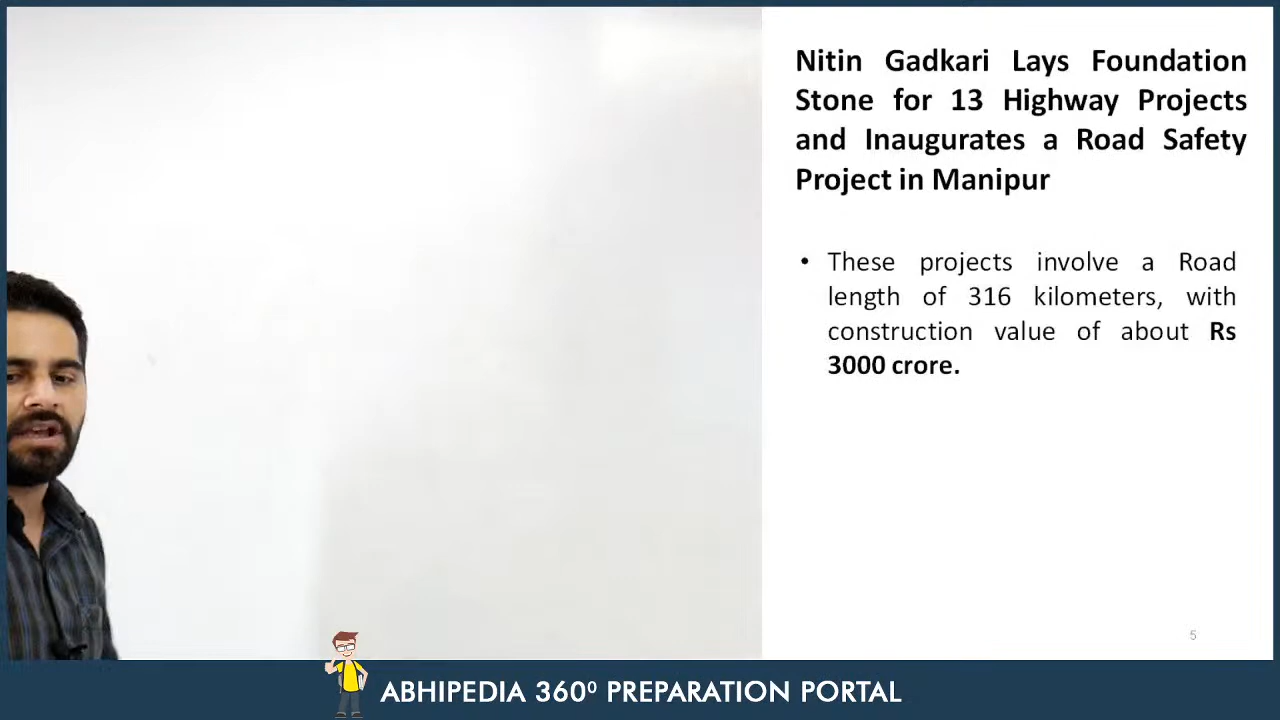 Nitin Gadkari Lays Foundation
Stone for 13 Highway Projects
and Inaugurates a Road Safety
Project in Manipur
• These projects involve a Road
length of 316 kilometers, with
construction value of about Rs
3000 crore.
5
ABHIPEDIA 360⁰ PREPARATION PORTAL